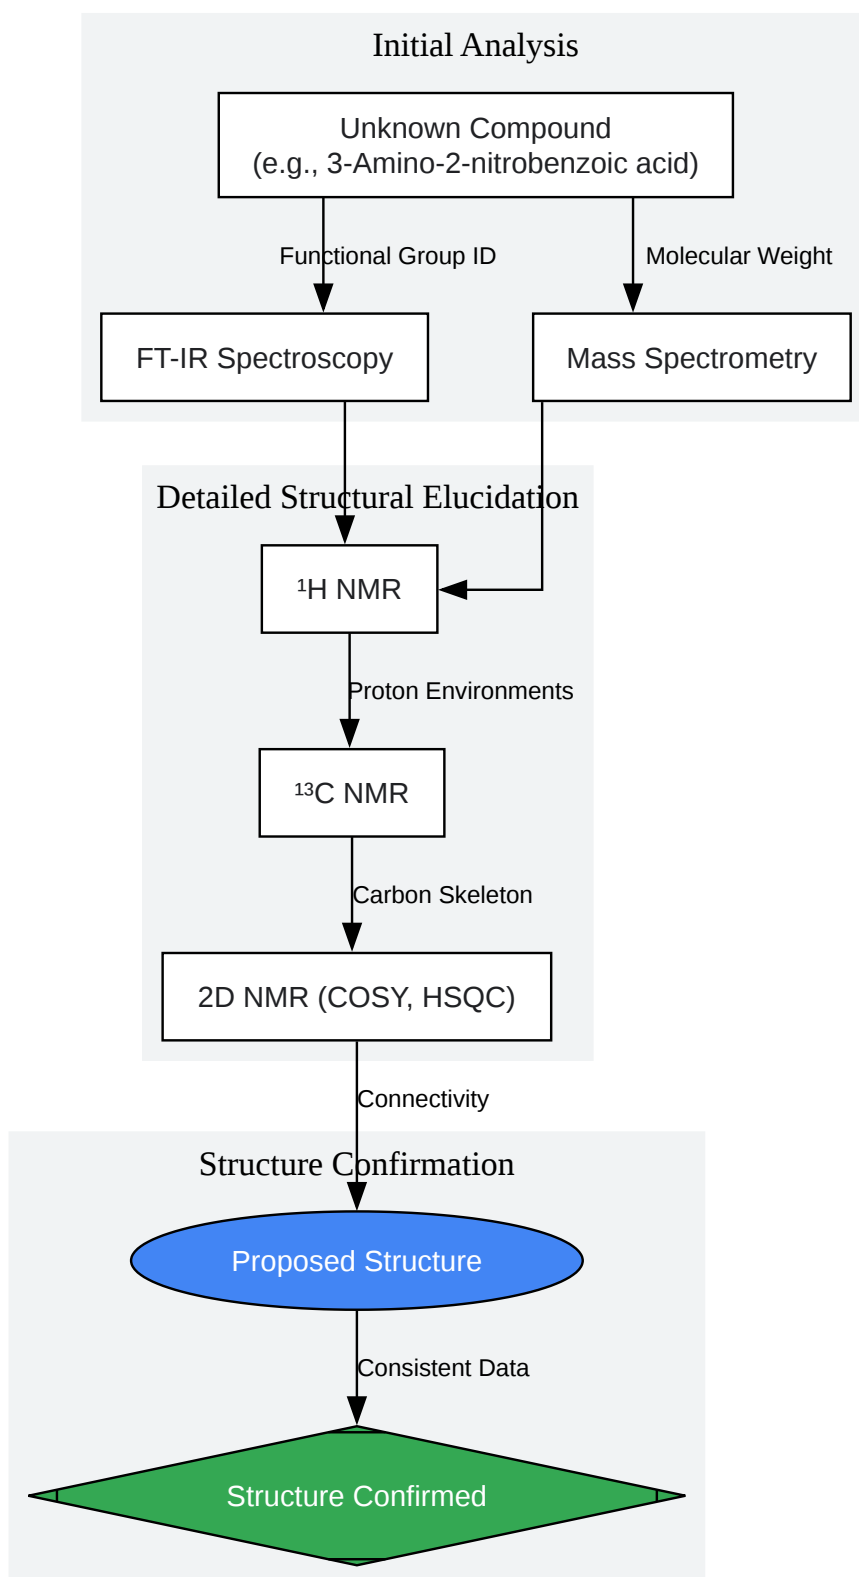 Initial Analysis
Unknown Compound
(e.g., 3-Amino-2-nitrobenzoic acid)
Functional Group ID
Molecular Weight
FT-IR Spectroscopy
Mass Spectrometry
Detailed Structural Elucidation
¹H NMR
Proton Environments
¹³C NMR
Carbon Skeleton
2D NMR (COSY, HSQC)
Connectivity
Structure Confirmation
Proposed Structure
Consistent Data
Structure Confirmed